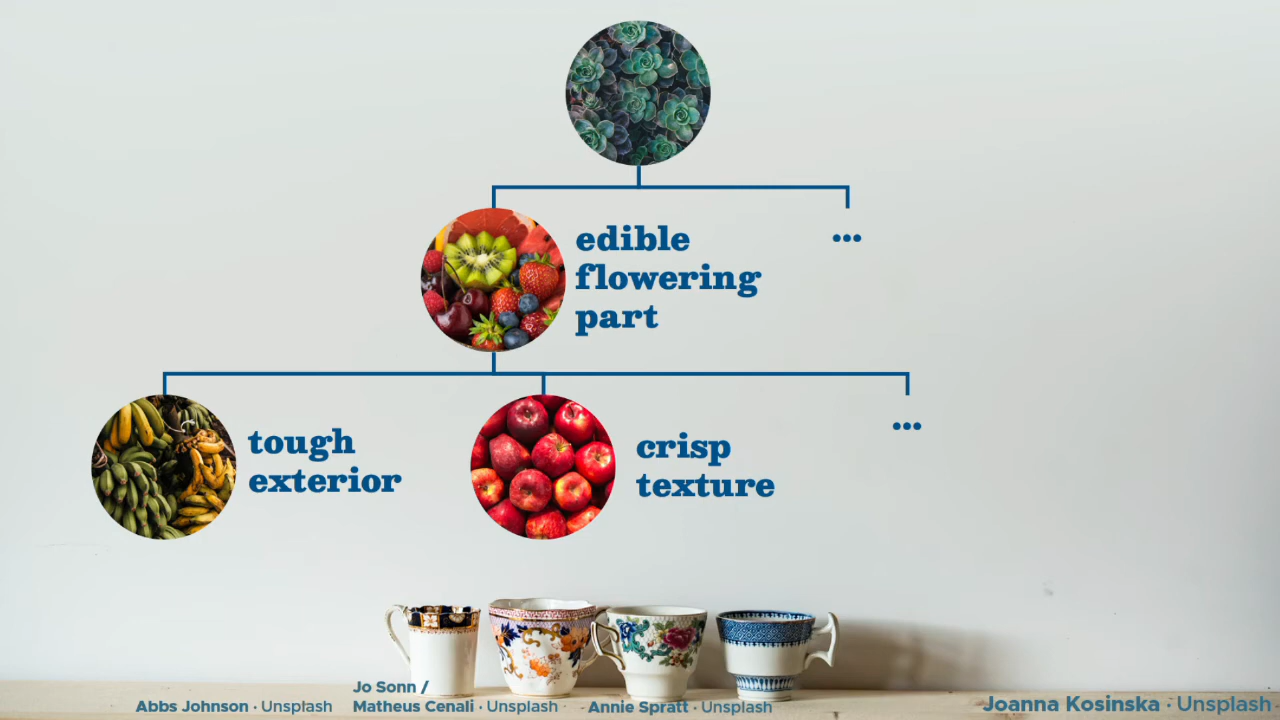 edible
flowering
part
...
tough
exterior
crisp
texture
...
Jo Sonn /
Abbs Johnson · Unsplash
Matheus Cenali · Unsplash
Annie Spratt · Unsplash
Joanna Kosinska · Unsplash